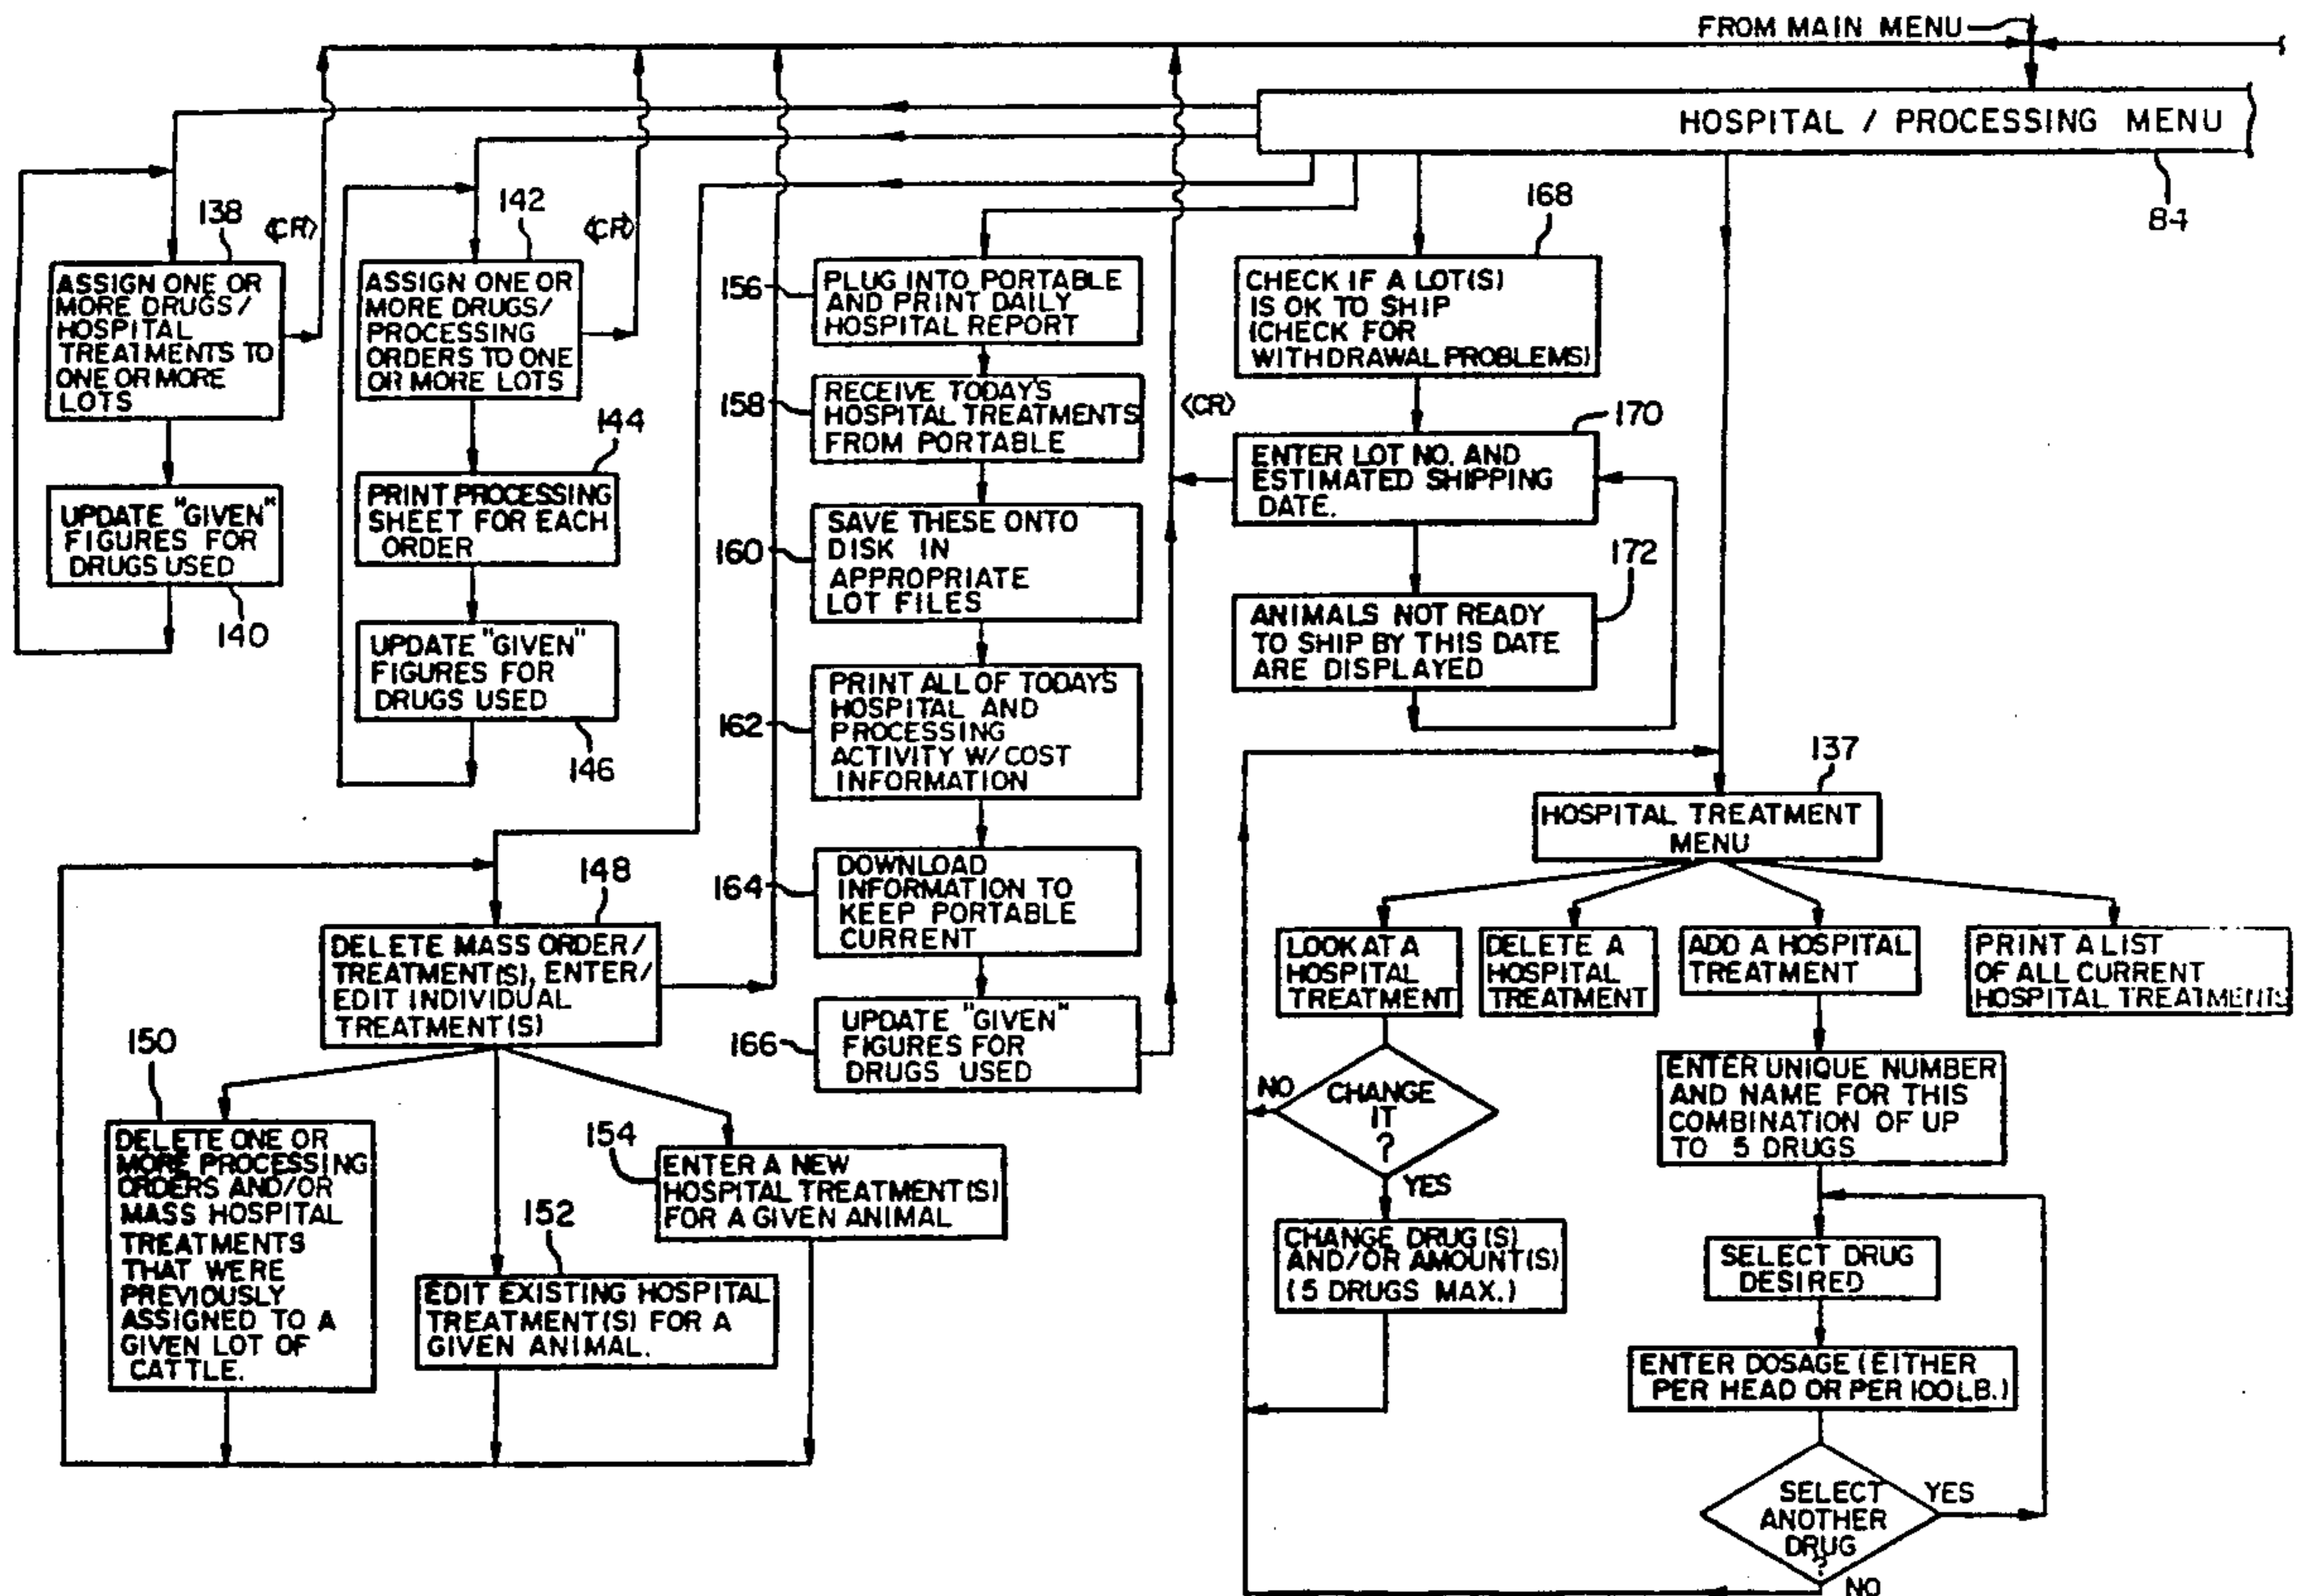 FROM MAIN MENU
HOSPITAL / PROCESSING MENU
84
138
<CR>
ASSIGN ONE OR
MORE DRUGS/
HOSPITAL
TREATMENTS TO
ONE OR MORE
LOTS
UPDATE "GIVEN"
FIGURES FOR
DRUGS USED
140
142
<CR>
ASSIGN ONE OR
MORE DRUGS/
PROCESSING
ORDERS TO ONE
OR MORE LOTS
144
PRINT PROCESSING
SHEET FOR EACH
ORDER
UPDATE "GIVEN"
FIGURES FOR
DRUGS USED
146
148
DELETE MASS ORDER/
TREATMENT(S), ENTER/
EDIT INDIVIDUAL
TREATMENT(S)
150
DELETE ONE OR
MORE PROCESSING
ORDERS AND/OR
MASS HOSPITAL
TREATMENTS
THAT WERE
PREVIOUSLY
ASSIGNED TO A
GIVEN LOT OF
CATTLE.
152
EDIT EXISTING HOSPITAL
TREATMENT(S) FOR A
GIVEN ANIMAL.
154
ENTER A NEW
HOSPITAL TREATMENT(S)
FOR A GIVEN ANIMAL
156
PLUG INTO PORTABLE
AND PRINT DAILY
HOSPITAL REPORT
158
RECEIVE TODAY'S
HOSPITAL TREATMENTS
FROM PORTABLE
160
SAVE THESE ONTO
DISK IN
APPROPRIATE
LOT FILES
162
PRINT ALL OF TODAY'S
HOSPITAL AND
PROCESSING
ACTIVITY W/COST
INFORMATION
164
DOWNLOAD
INFORMATION TO
KEEP PORTABLE
CURRENT
166
UPDATE "GIVEN"
FIGURES FOR
DRUGS USED
168
CHECK IF A LOT(S)
IS OK TO SHIP
(CHECK FOR
WITHDRAWAL PROBLEMS)
<CR>
170
ENTER LOT NO. AND
ESTIMATED SHIPPING
DATE.
172
ANIMALS NOT READY
TO SHIP BY THIS DATE
ARE DISPLAYED
137
HOSPITAL TREATMENT
MENU
LOOK AT A
HOSPITAL
TREATMENT
DELETE A
HOSPITAL
TREATMENT
ADD A HOSPITAL
TREATMENT
PRINT A LIST
OF ALL CURRENT
HOSPITAL TREATMENTS
NO
CHANGE
IT
?
YES
CHANGE DRUG(S)
AND/OR AMOUNT(S)
(5 DRUGS MAX.)
ENTER UNIQUE NUMBER
AND NAME FOR THIS
COMBINATION OF UP
TO 5 DRUGS
SELECT DRUG
DESIRED
ENTER DOSAGE (EITHER
PER HEAD OR PER 100 LB.)
SELECT
ANOTHER
DRUG
?
YES
NO